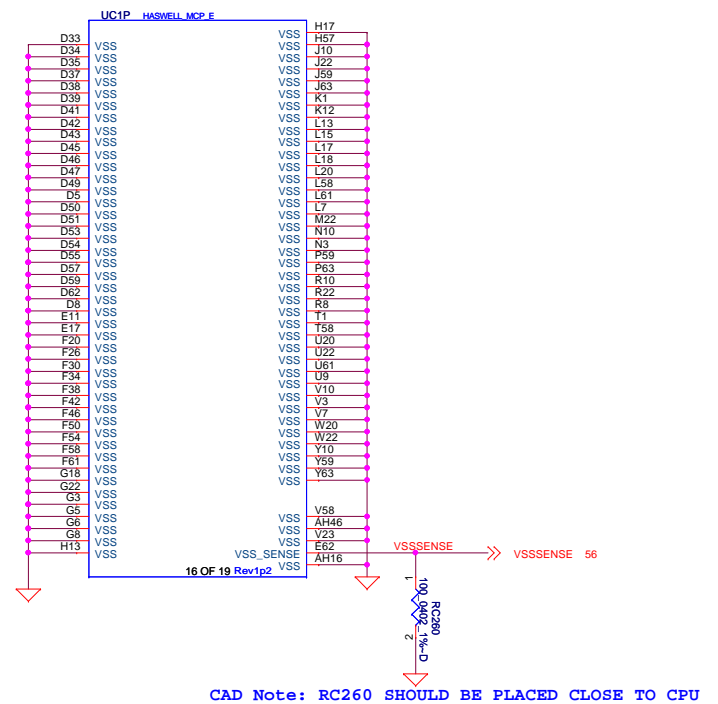 UC1P HASWELL_MCP_E
VSS H17
D33 VSS VSS H57
D34 VSS VSS J10
D35 VSS VSS J22
D37 VSS VSS J59
D38 VSS VSS J63
D39 VSS VSS K1
D41 VSS VSS K12
D42 VSS VSS L13
D43 VSS VSS L15
D45 VSS VSS L17
D46 VSS VSS L18
D47 VSS VSS L20
D49 VSS VSS L58
D5 VSS VSS L61
D50 VSS VSS L7
D51 VSS VSS M22
D53 VSS VSS N10
D54 VSS VSS N3
D55 VSS VSS P59
D57 VSS VSS P63
D59 VSS VSS R10
D62 VSS VSS R22
D8 VSS VSS R8
E11 VSS VSS T1
E17 VSS VSS T58
F20 VSS VSS U20
F26 VSS VSS U22
F30 VSS VSS U61
F34 VSS VSS U9
F38 VSS VSS V10
F42 VSS VSS V3
F46 VSS VSS V7
F50 VSS VSS W20
F54 VSS VSS W22
F58 VSS VSS Y10
F61 VSS VSS Y59
G18 VSS VSS Y63
G22 VSS
G3 VSS
G5 VSS VSS V58
G6 VSS VSS AH46
G8 VSS VSS V23
H13 VSS VSS_SENSE E62 VSSSENSE VSSSENSE 56
VSS AH16
16 OF 19 Rev1p2
1
RC260
100_0402_1%~D
2
CAD Note: RC260 SHOULD BE PLACED CLOSE TO CPU